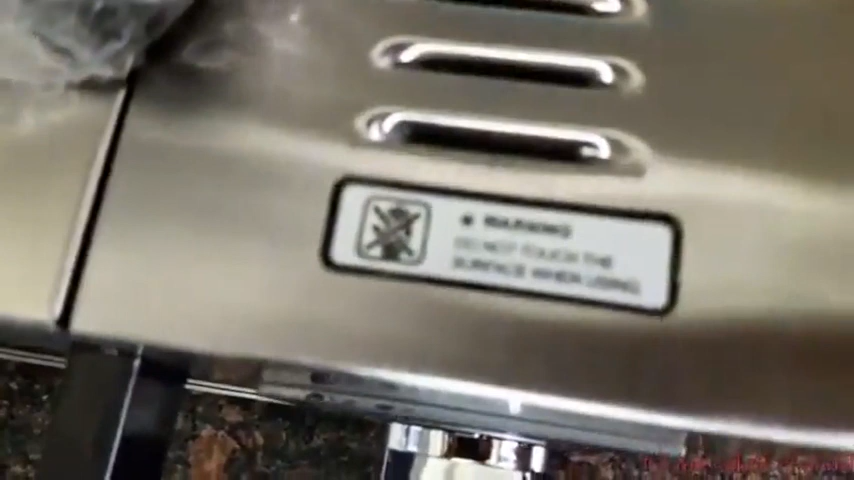 WARNING
DO NOT TOUCH THE
SURFACE WHEN USING